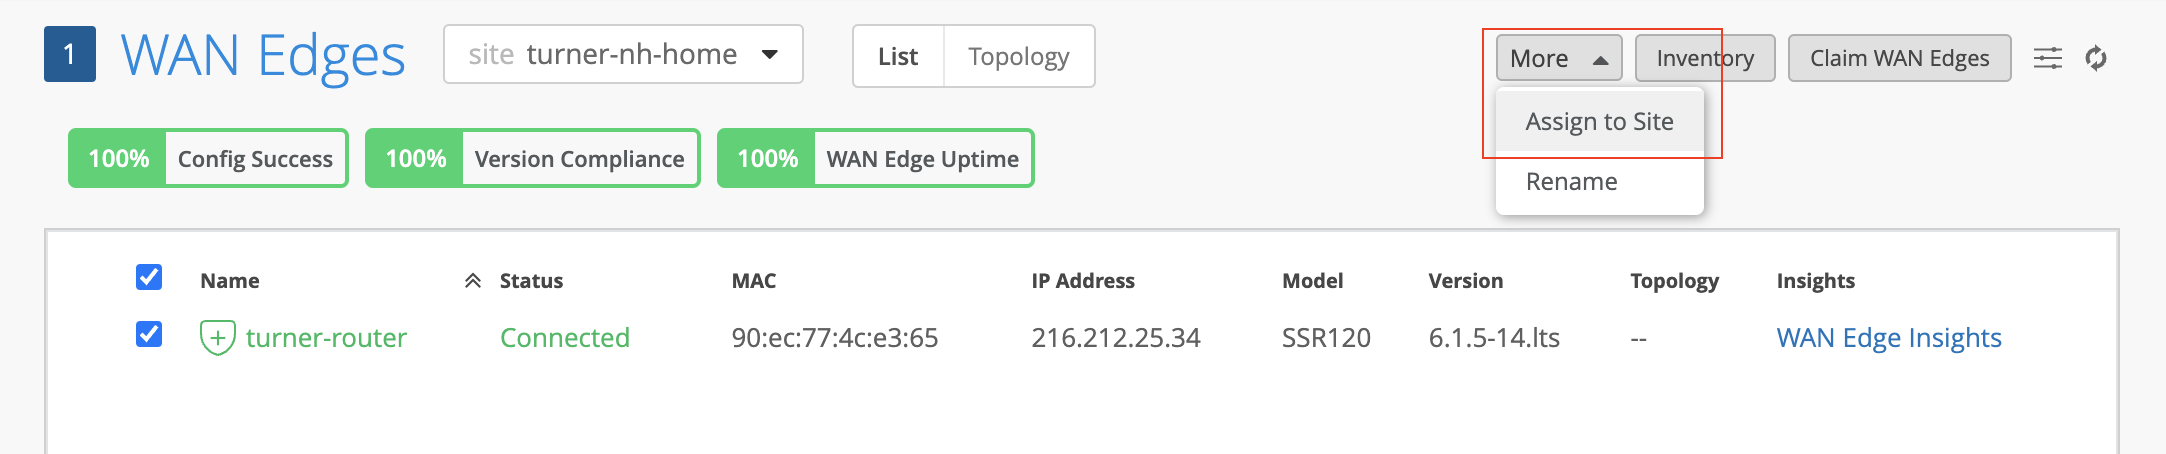 1 WAN Edges site turner-nh-home List Topology More Inventory Claim WAN Edges
Assign to Site
100% Config Success 100% Version Compliance 100% WAN Edge Uptime
Rename
Name Status MAC IP Address Model Version Topology Insights
turner-router Connected 90:ec:77:4c:e3:65 216.212.25.34 SSR120 6.1.5-14.lts -- WAN Edge Insights